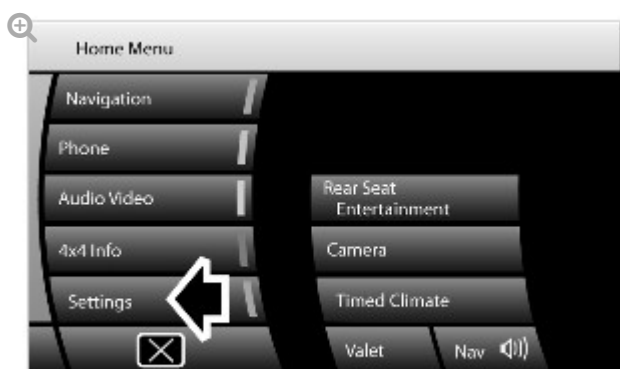 Home Menu
Navigation
Phone
Audio Video
Rear Seat
Entertainment
4x4 Info
Camera
Settings
Timed Climate
Valet
Nav